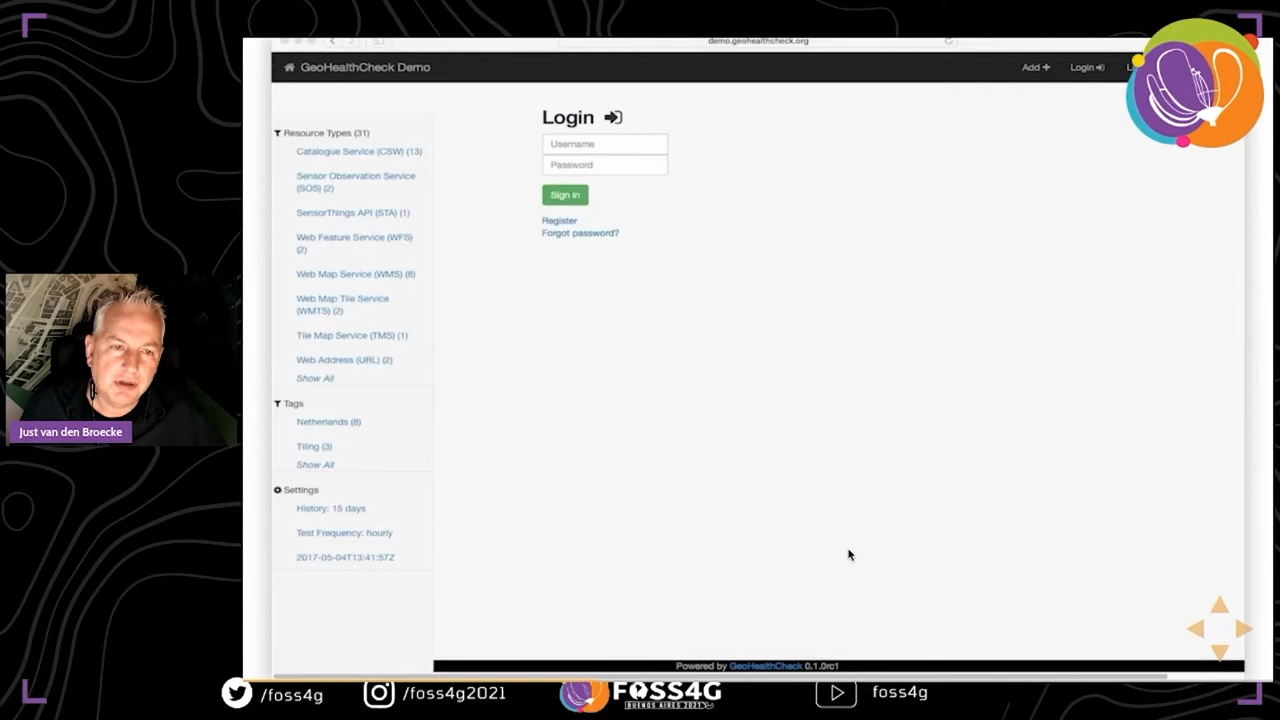 demo.geohealthcheck.org
GeoHealthCheck Demo
Add
Login
Login
Username
Password
Sign in
Register
Forgot password?
Resource Types (31)
Catalogue Service (CSW) (13)
Sensor Observation Service
(SOS) (2)
SensorThings API (STA) (1)
Web Feature Service (WFS)
(2)
Web Map Service (WMS) (8)
Web Map Tile Service
(WMTS) (2)
Tile Map Service (TMS) (1)
Web Address (URL) (2)
Show All
Tags
Netherlands (8)
Tiling (3)
Show All
Settings
History: 15 days
Test Frequency: hourly
2017-05-04T13:41:57Z
Powered by GeoHealthCheck 0.1.0rc1
Just van den Broecke
/foss4g
/foss4g2021
FOSS4G
BUENOS AIRES 2021
foss4g